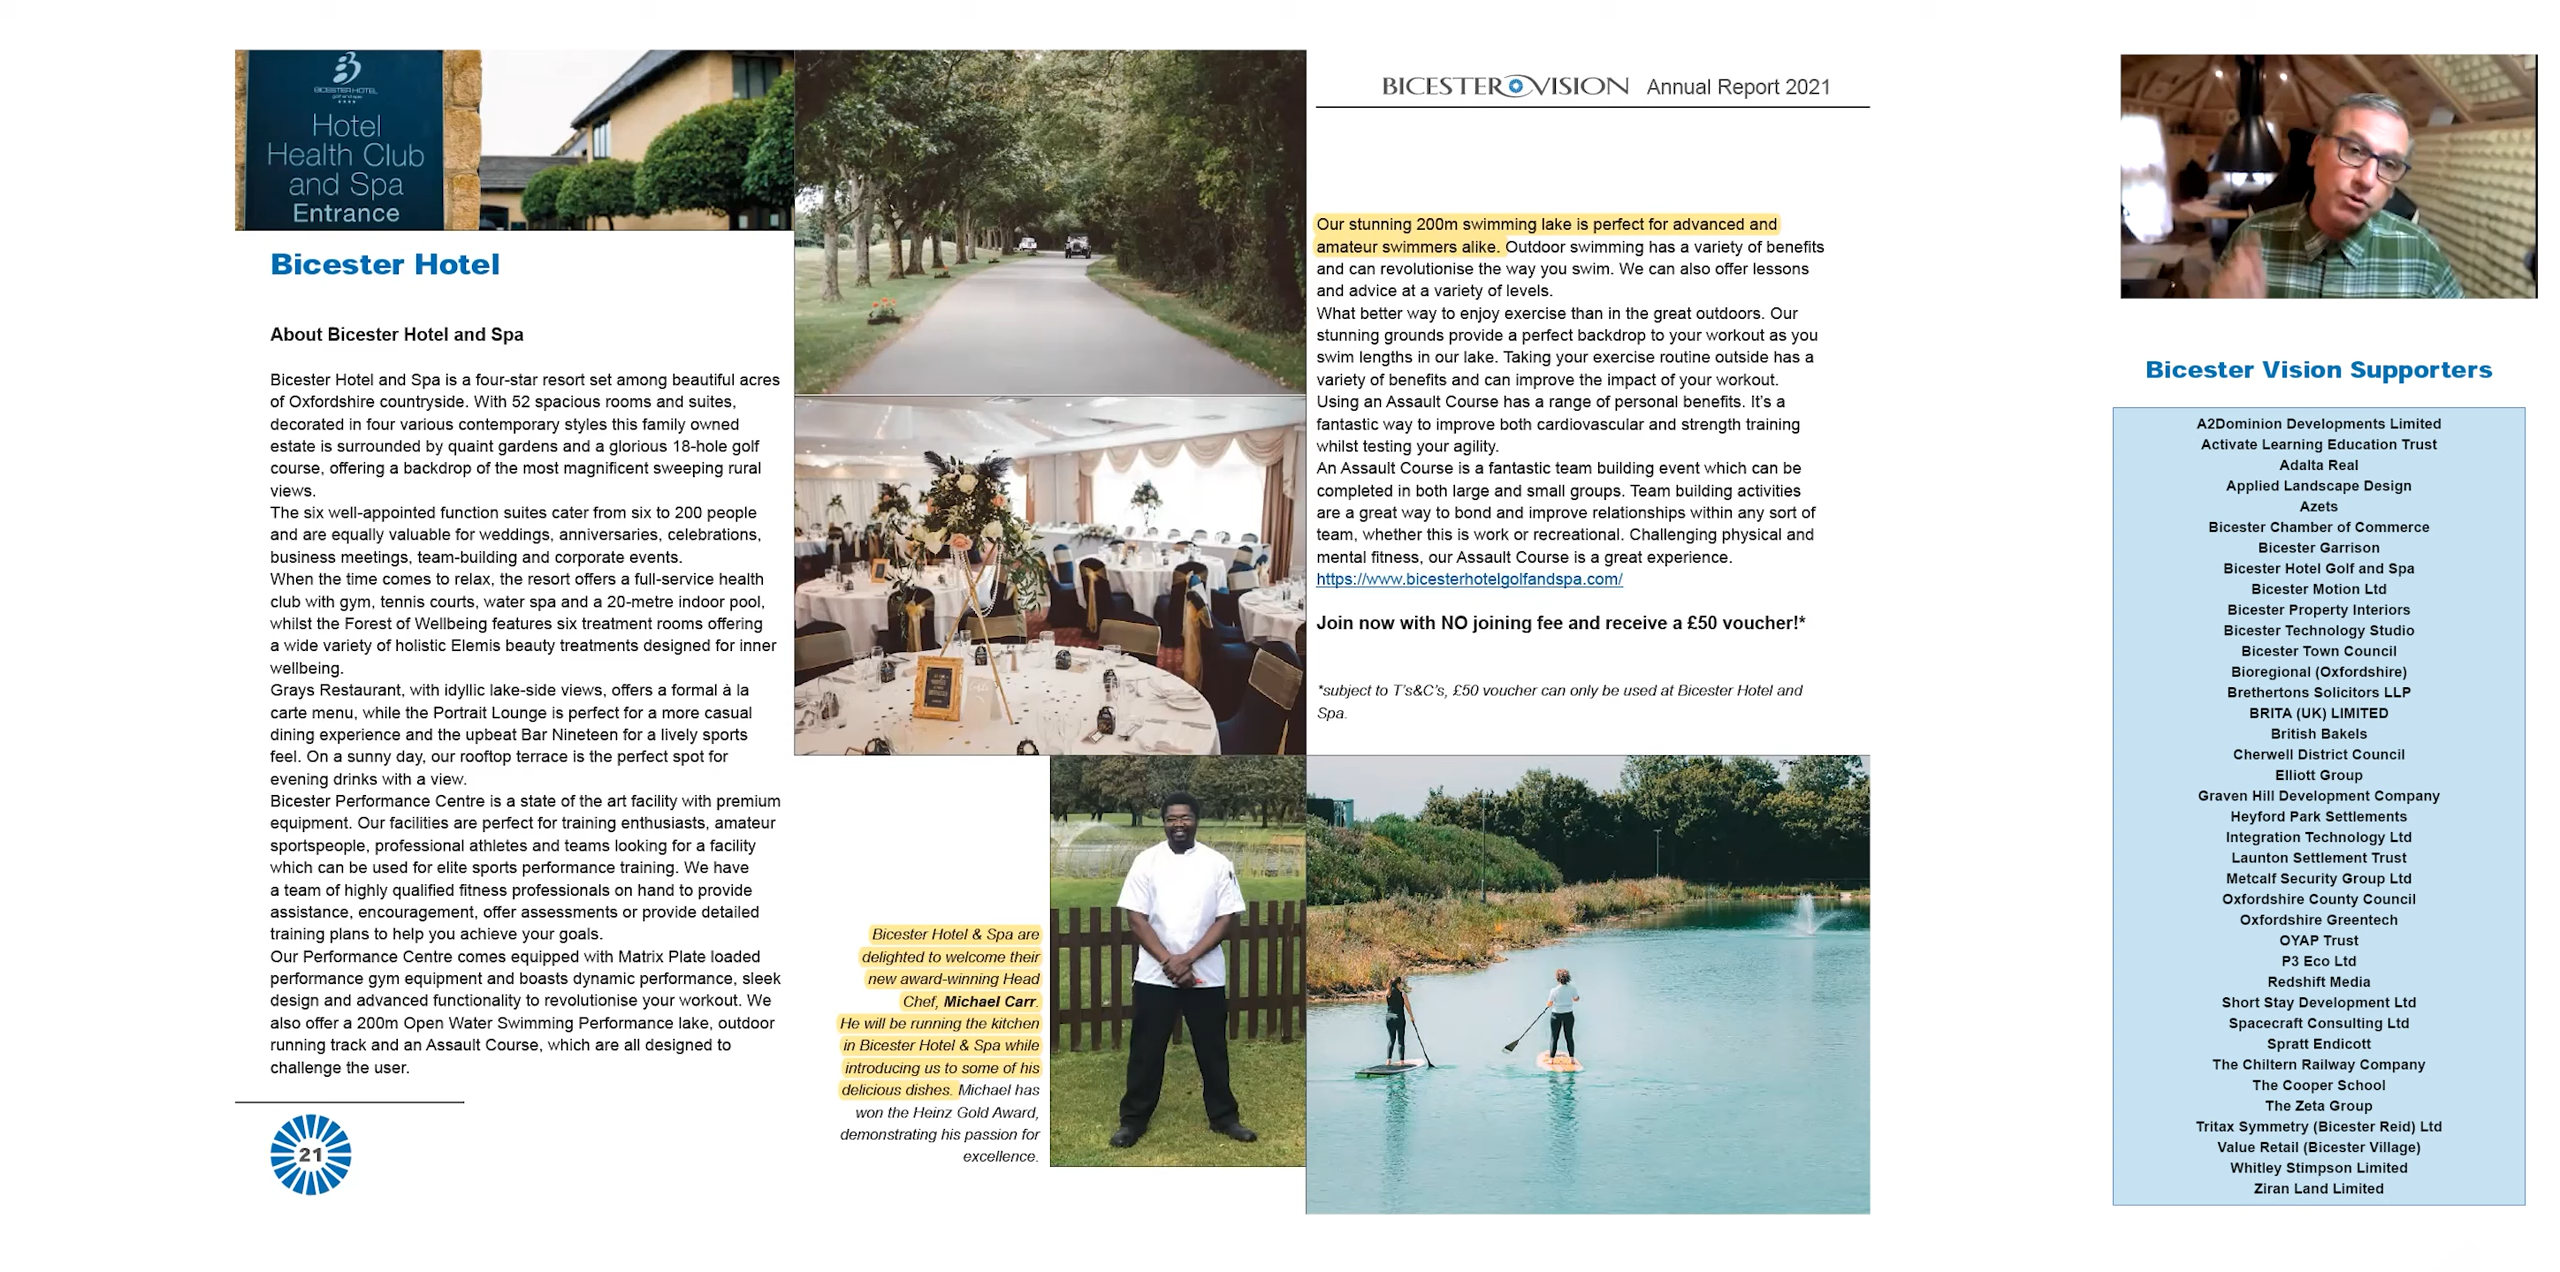 BICESTER HOTEL
golf and spa
Hotel
Health Club
and Spa
Entrance
Bicester Hotel
About Bicester Hotel and Spa
Bicester Hotel and Spa is a four-star resort set among beautiful acres
of Oxfordshire countryside. With 52 spacious rooms and suites,
decorated in four various contemporary styles this family owned
estate is surrounded by quaint gardens and a glorious 18-hole golf
course, offering a backdrop of the most magnificent sweeping rural
views.
The six well-appointed function suites cater from six to 200 people
and are equally valuable for weddings, anniversaries, celebrations,
business meetings, team-building and corporate events.
When the time comes to relax, the resort offers a full-service health
club with gym, tennis courts, water spa and a 20-metre indoor pool,
whilst the Forest of Wellbeing features six treatment rooms offering
a wide variety of holistic Elemis beauty treatments designed for inner
wellbeing.
Grays Restaurant, with idyllic lake-side views, offers a formal à la
carte menu, while the Portrait Lounge is perfect for a more casual
dining experience and the upbeat Bar Nineteen for a lively sports
feel. On a sunny day, our rooftop terrace is the perfect spot for
evening drinks with a view.
Bicester Performance Centre is a state of the art facility with premium
equipment. Our facilities are perfect for training enthusiasts, amateur
sportspeople, professional athletes and teams looking for a facility
which can be used for elite sports performance training. We have
a team of highly qualified fitness professionals on hand to provide
assistance, encouragement, offer assessments or provide detailed
training plans to help you achieve your goals.
Our Performance Centre comes equipped with Matrix Plate loaded
performance gym equipment and boasts dynamic performance, sleek
design and advanced functionality to revolutionise your workout. We
also offer a 200m Open Water Swimming Performance lake, outdoor
running track and an Assault Course, which are all designed to
challenge the user.
21
Bicester Hotel & Spa are
delighted to welcome their
new award-winning Head
Chef, Michael Carr.
He will be running the kitchen
in Bicester Hotel & Spa while
introducing us to some of his
delicious dishes. Michael has
won the Heinz Gold Award,
demonstrating his passion for
excellence.
BICESTER VISION Annual Report 2021
Our stunning 200m swimming lake is perfect for advanced and
amateur swimmers alike. Outdoor swimming has a variety of benefits
and can revolutionise the way you swim. We can also offer lessons
and advice at a variety of levels.
What better way to enjoy exercise than in the great outdoors. Our
stunning grounds provide a perfect backdrop to your workout as you
swim lengths in our lake. Taking your exercise routine outside has a
variety of benefits and can improve the impact of your workout.
Using an Assault Course has a range of personal benefits. It's a
fantastic way to improve both cardiovascular and strength training
whilst testing your agility.
An Assault Course is a fantastic team building event which can be
completed in both large and small groups. Team building activities
are a great way to bond and improve relationships within any sort of
team, whether this is work or recreational. Challenging physical and
mental fitness, our Assault Course is a great experience.
https://www.bicesterhotelgolfandspa.com/
Join now with NO joining fee and receive a £50 voucher!*
*subject to T's&C's, £50 voucher can only be used at Bicester Hotel and
Spa.
Bicester Vision Supporters
A2Dominion Developments Limited
Activate Learning Education Trust
Adalta Real
Applied Landscape Design
Azets
Bicester Chamber of Commerce
Bicester Garrison
Bicester Hotel Golf and Spa
Bicester Motion Ltd
Bicester Property Interiors
Bicester Technology Studio
Bicester Town Council
Bioregional (Oxfordshire)
Brethertons Solicitors LLP
BRITA (UK) LIMITED
British Bakels
Cherwell District Council
Elliott Group
Graven Hill Development Company
Heyford Park Settlements
Integration Technology Ltd
Launton Settlement Trust
Metcalf Security Group Ltd
Oxfordshire County Council
Oxfordshire Greentech
OYAP Trust
P3 Eco Ltd
Redshift Media
Short Stay Development Ltd
Spacecraft Consulting Ltd
Spratt Endicott
The Chiltern Railway Company
The Cooper School
The Zeta Group
Tritax Symmetry (Bicester Reid) Ltd
Value Retail (Bicester Village)
Whitley Stimpson Limited
Ziran Land Limited